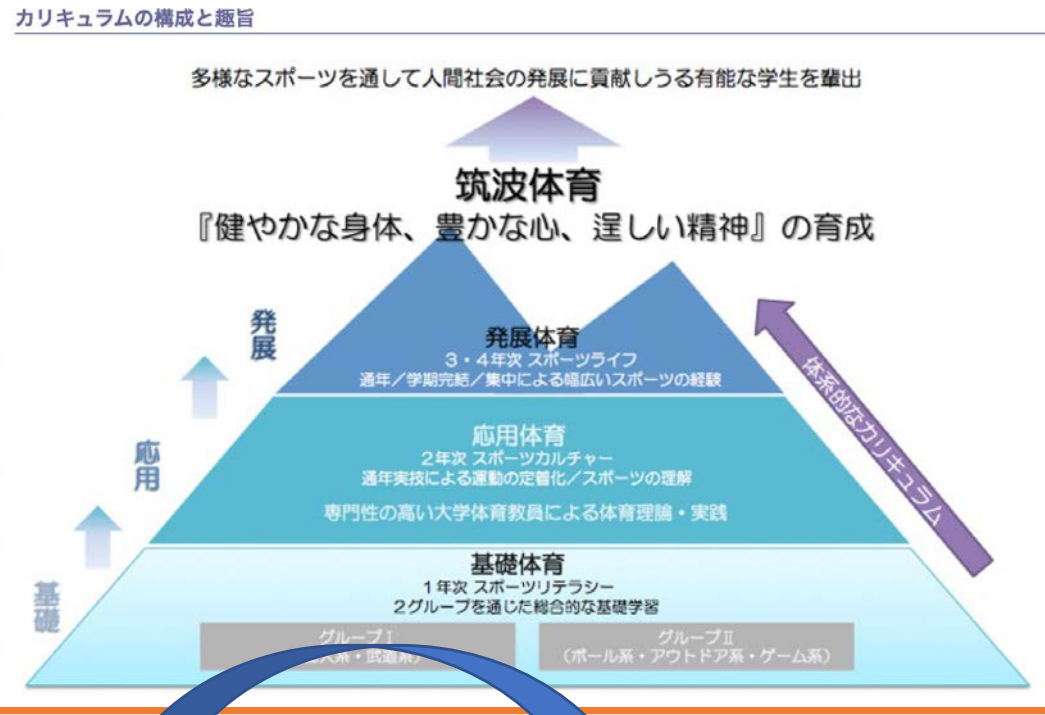 カリキュラムの構成と趣旨
多様なスポーツを通して人間社会の発展に貢献しうる有能な学生を輩出
筑波体育
『健やかな身体、豊かな心、逞しい精神』の育成
発展
発展体育
3・4年次 スポーツライフ
通年／学期完結／集中による幅広いスポーツの経験
体系的なカリキュラム
応用
応用体育
2年次 スポーツカルチャー
通年実技による運動の定着化／スポーツの理解
専門性の高い大学体育教員による体育理論・実践
基礎
基礎体育
1年次 スポーツリテラシー
2グループを通じた総合的な基礎学習
グループⅠ
人系・武道系）
グループⅡ
（ボール系・アウトドア系・ゲーム系）